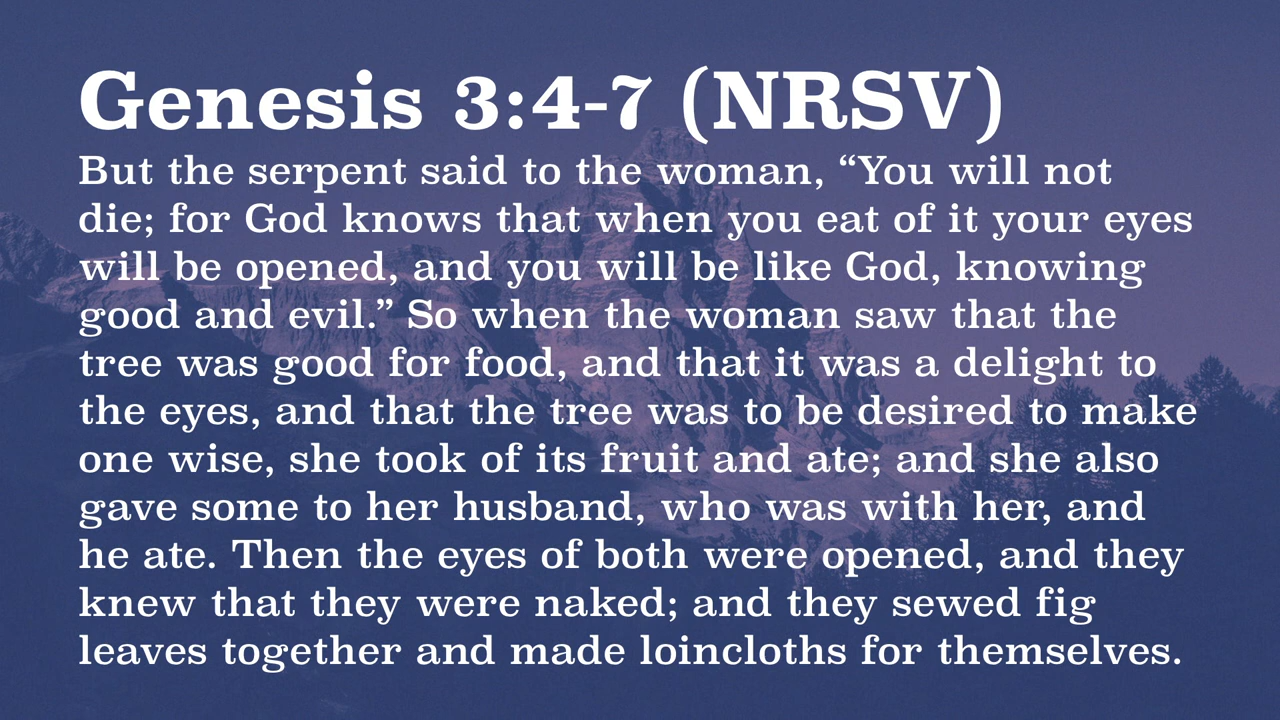 Genesis 3:4-7 (NRSV)
But the serpent said to the woman, “You will not
die; for God knows that when you eat of it your eyes
will be opened, and you will be like God, knowing
good and evil.” So when the woman saw that the
tree was good for food, and that it was a delight to
the eyes, and that the tree was to be desired to make
one wise, she took of its fruit and ate; and she also
gave some to her husband, who was with her, and
he ate. Then the eyes of both were opened, and they
knew that they were naked; and they sewed fig
leaves together and made loincloths for themselves.